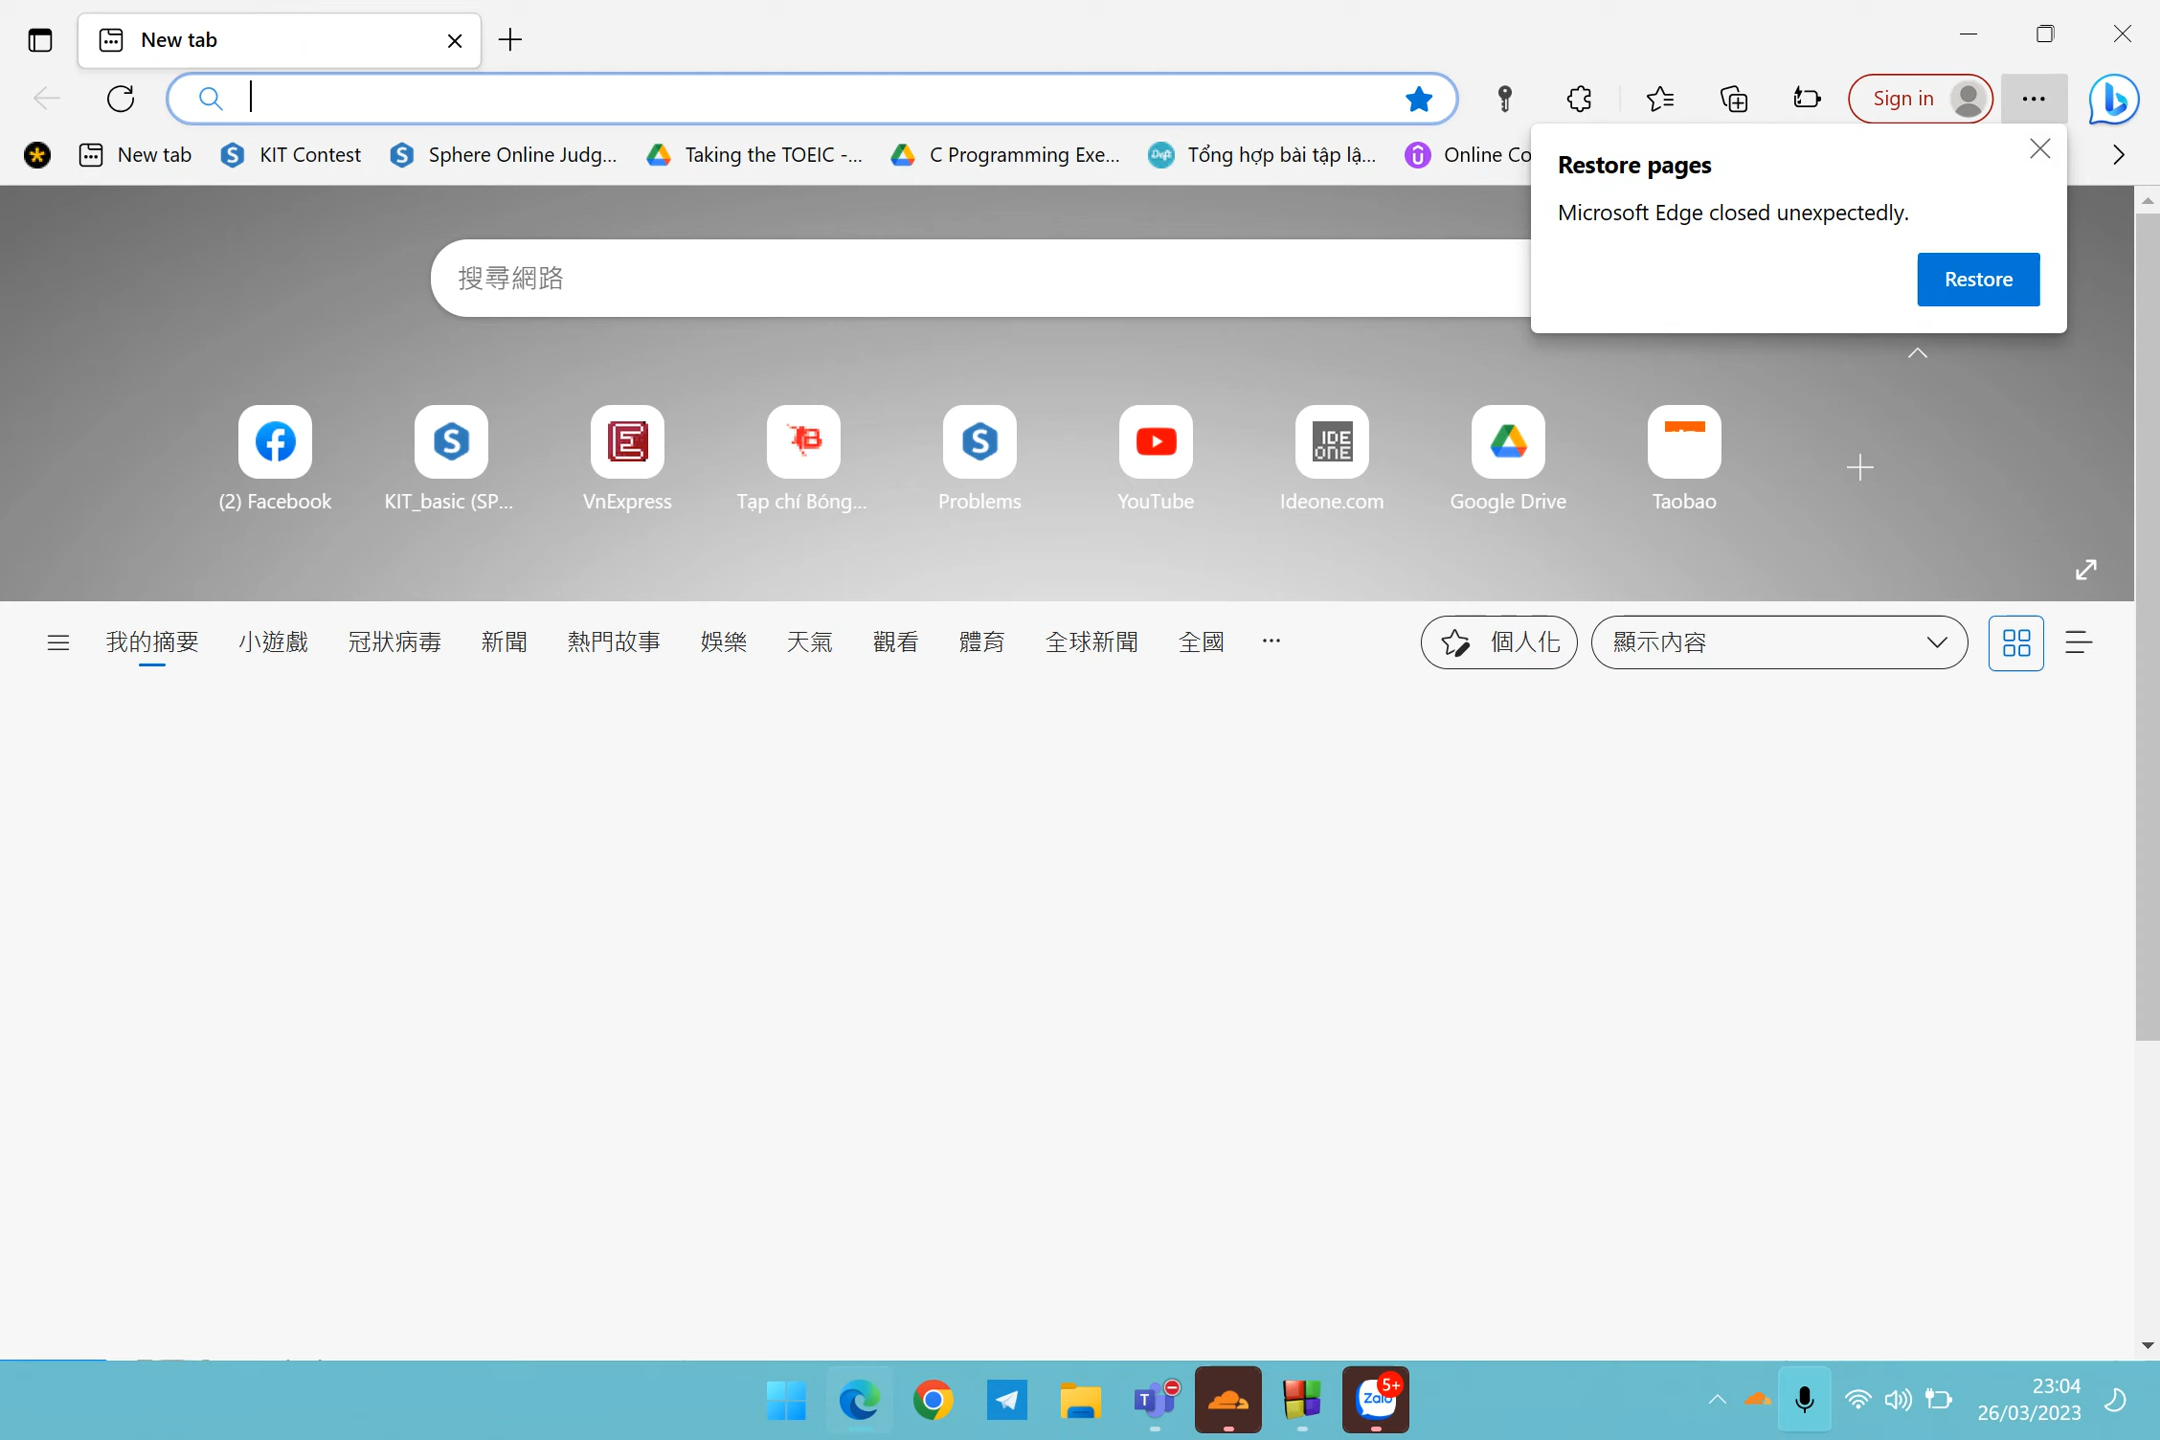 New tab
Sign in
New tab
KIT Contest
Sphere Online Judg...
Taking the TOEIC -...
C Programming Exe...
Tổng hợp bài tập lậ...
Online Co
Restore pages
Microsoft Edge closed unexpectedly.
Restore
搜尋網路
(2) Facebook
KIT_basic (SP...
VnExpress
Tạp chí Bóng...
Problems
YouTube
IDE
ONE
Ideone.com
Google Drive
Taobao
我的摘要
小遊戲
冠狀病毒
新聞
熱門故事
娛樂
天氣
觀看
體育
全球新聞
全國
個人化
顯示內容
Zalo
5+
23:04
26/03/2023